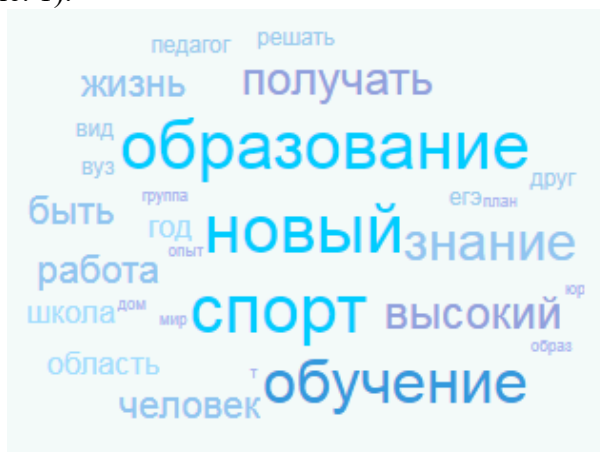 педагог решать
жизнь получать
вид
образование
вуз
друг
группа егэ план
быть
год новый знание
опыт
работа
юр
школа дом мир спорт высокий
образ
область
т обучение
человек